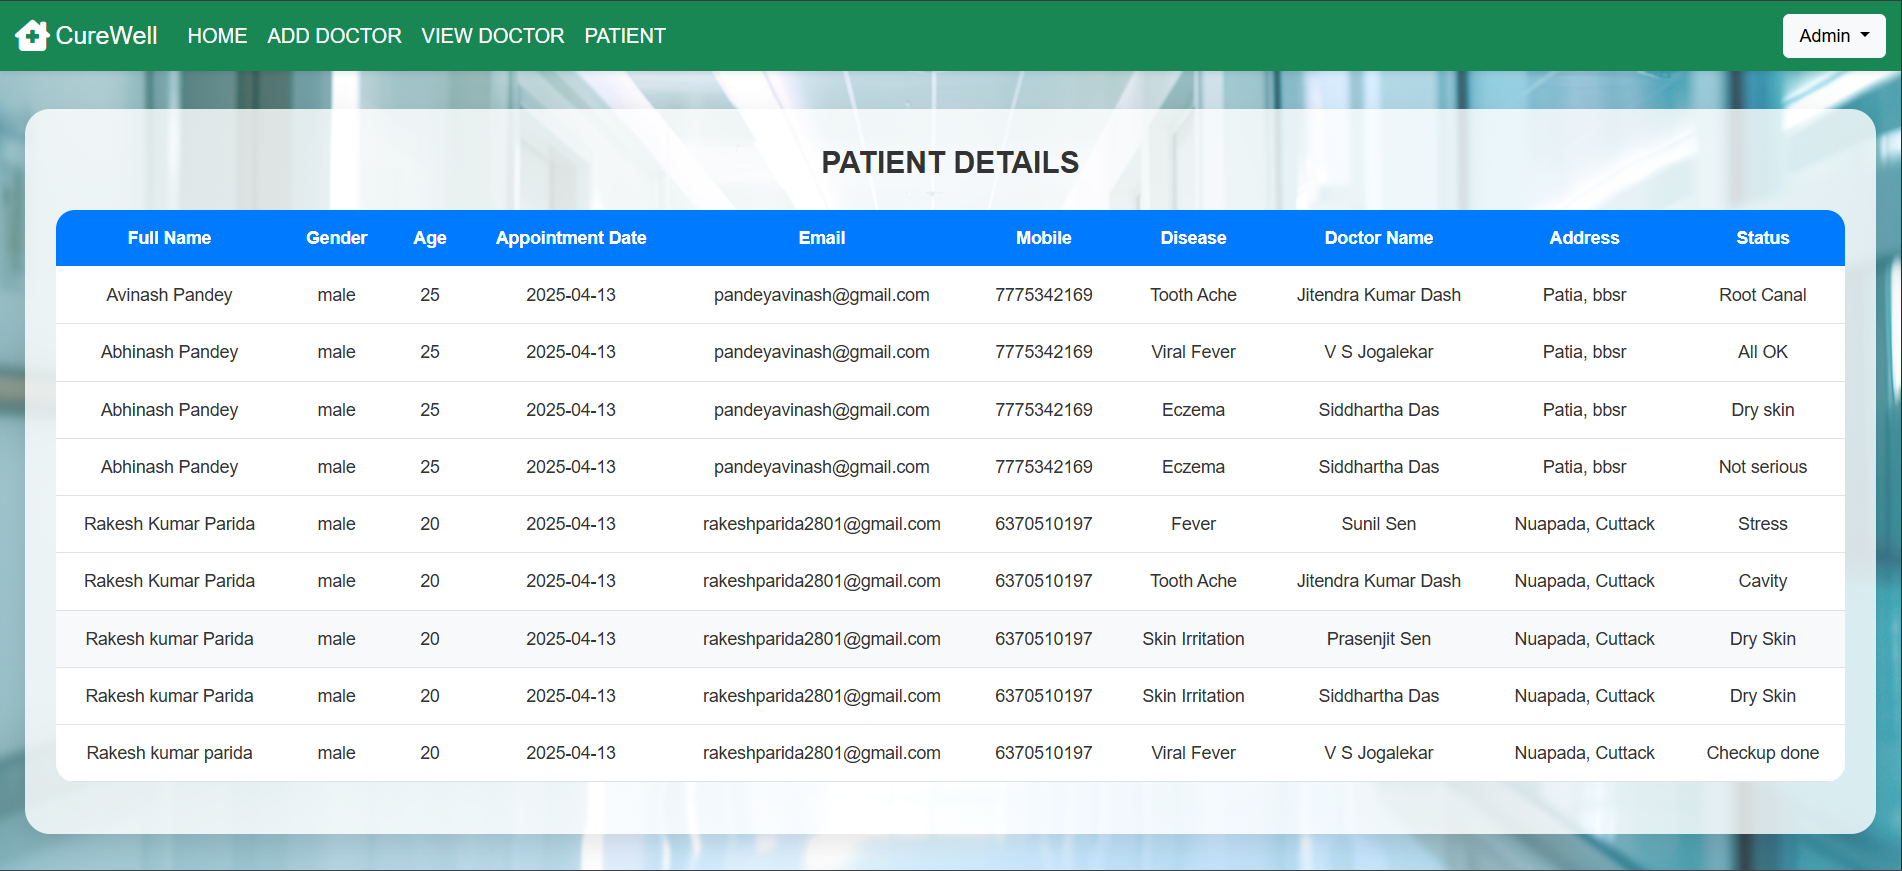 CureWell HOME ADD DOCTOR VIEW DOCTOR PATIENT Admin
PATIENT DETAILS
Full Name Gender Age Appointment Date Email Mobile Disease Doctor Name Address Status
Avinash Pandey male 25 2025-04-13 pandeyavinash@gmail.com 7775342169 Tooth Ache Jitendra Kumar Dash Patia, bbsr Root Canal
Abhinash Pandey male 25 2025-04-13 pandeyavinash@gmail.com 7775342169 Viral Fever V S Jogalekar Patia, bbsr All OK
Abhinash Pandey male 25 2025-04-13 pandeyavinash@gmail.com 7775342169 Eczema Siddhartha Das Patia, bbsr Dry skin
Abhinash Pandey male 25 2025-04-13 pandeyavinash@gmail.com 7775342169 Eczema Siddhartha Das Patia, bbsr Not serious
Rakesh Kumar Parida male 20 2025-04-13 rakeshparida2801@gmail.com 6370510197 Fever Sunil Sen Nuapada, Cuttack Stress
Rakesh Kumar Parida male 20 2025-04-13 rakeshparida2801@gmail.com 6370510197 Tooth Ache Jitendra Kumar Dash Nuapada, Cuttack Cavity
Rakesh kumar Parida male 20 2025-04-13 rakeshparida2801@gmail.com 6370510197 Skin Irritation Prasenjit Sen Nuapada, Cuttack Dry Skin
Rakesh kumar Parida male 20 2025-04-13 rakeshparida2801@gmail.com 6370510197 Skin Irritation Siddhartha Das Nuapada, Cuttack Dry Skin
Rakesh kumar parida male 20 2025-04-13 rakeshparida2801@gmail.com 6370510197 Viral Fever V S Jogalekar Nuapada, Cuttack Checkup done